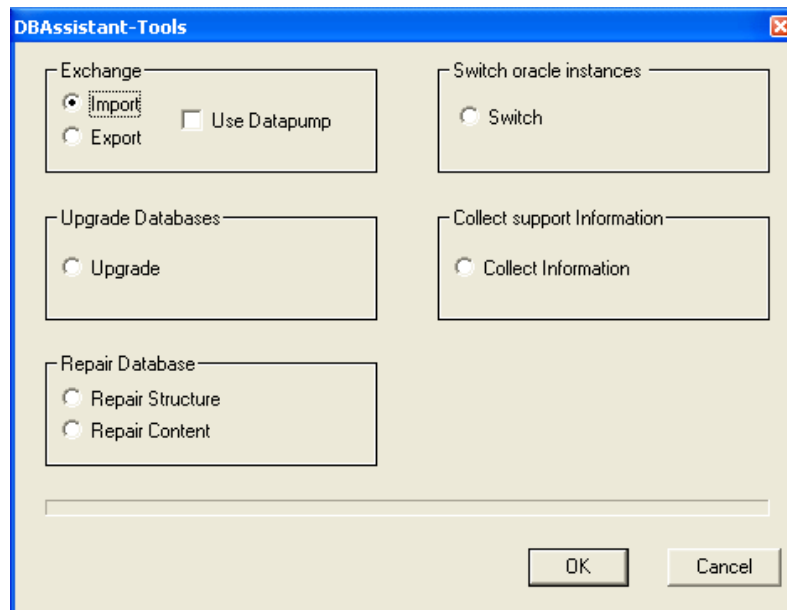 DBAssistant-Tools
Exchange
Import
Use Datapump
Export
Switch oracle instances
Switch
Upgrade Databases
Upgrade
Collect support Information
Collect Information
Repair Database
Repair Structure
Repair Content
OK
Cancel